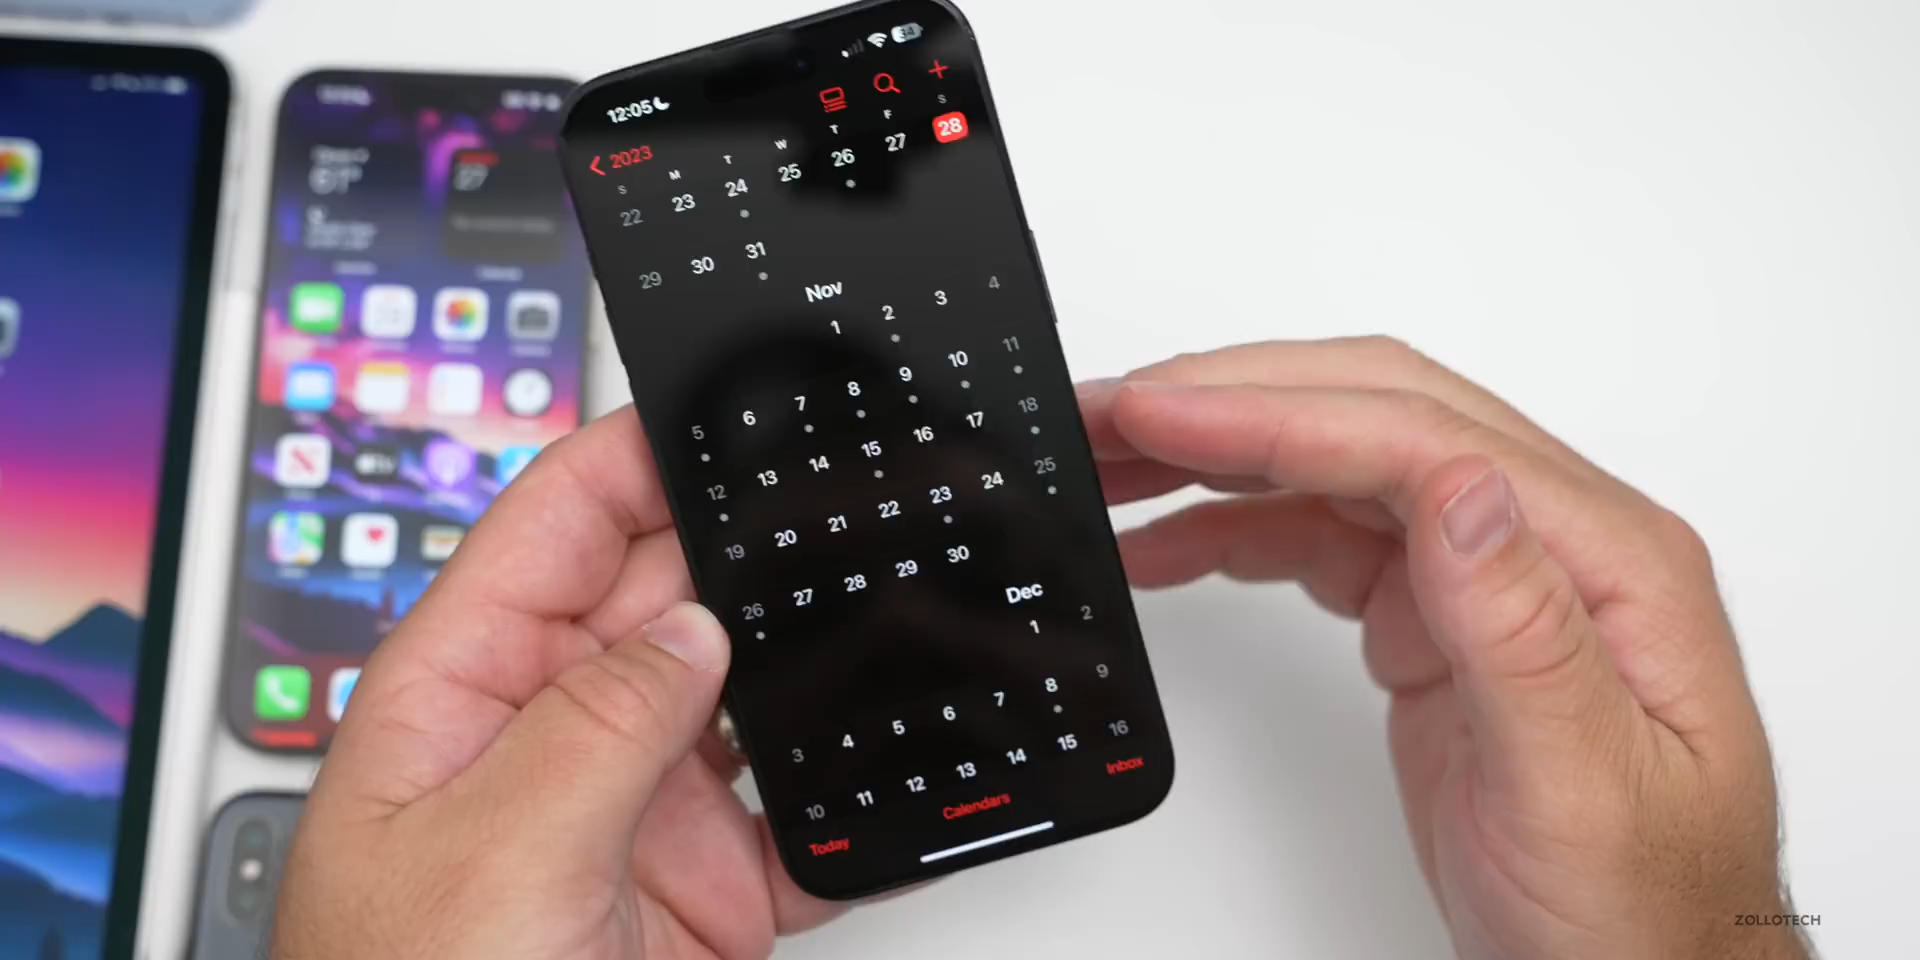 12:05
34
2023
S M T W T F S
22 23 24 25 26 27 28
29 30 31
Nov
1 2 3 4
5 6 7 8 9 10 11
12 13 14 15 16 17 18
19 20 21 22 23 24 25
26 27 28 29 30
Dec
1 2
3 4 5 6 7 8 9
10 11 12 13 14 15 16
Today Calendars Inbox
27
ZOLLOTECH